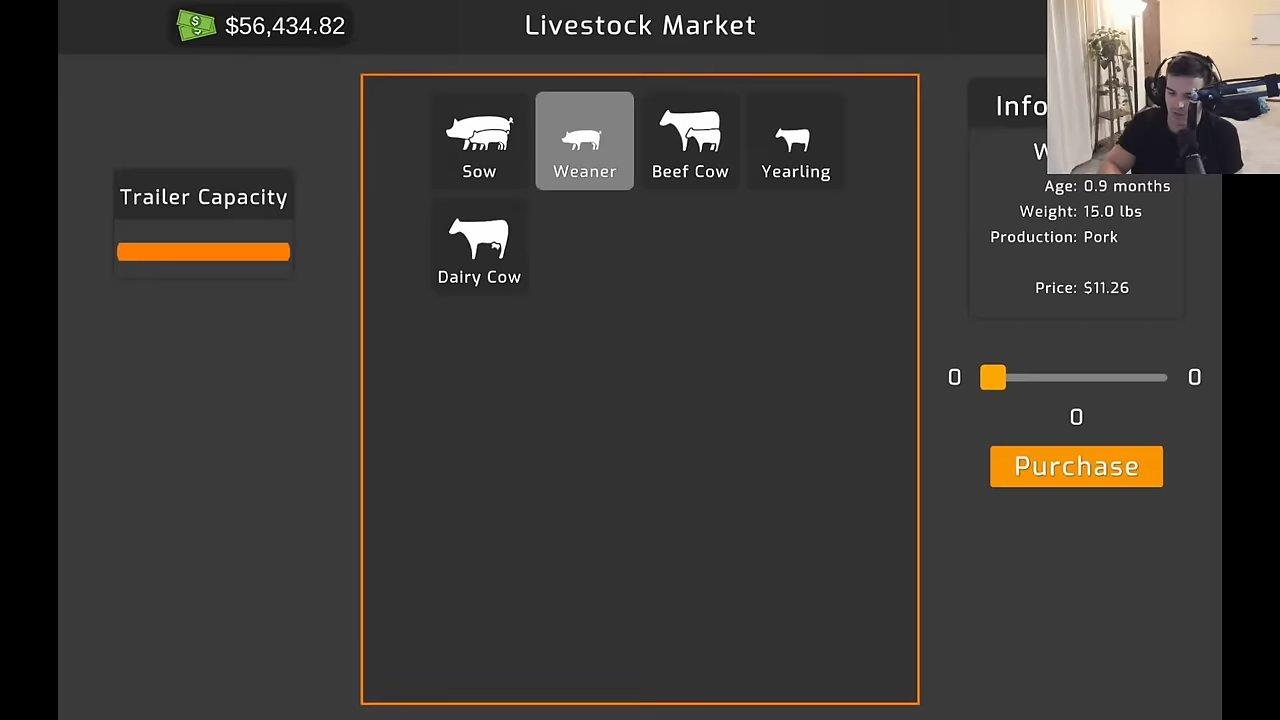 $56,434.82
Livestock Market
Trailer Capacity
Sow
Weaner
Beef Cow
Yearling
Dairy Cow
Info
W
Age: 0.9 months
Weight: 15.0 lbs
Production: Pork
Price: $11.26
0
0
0
Purchase